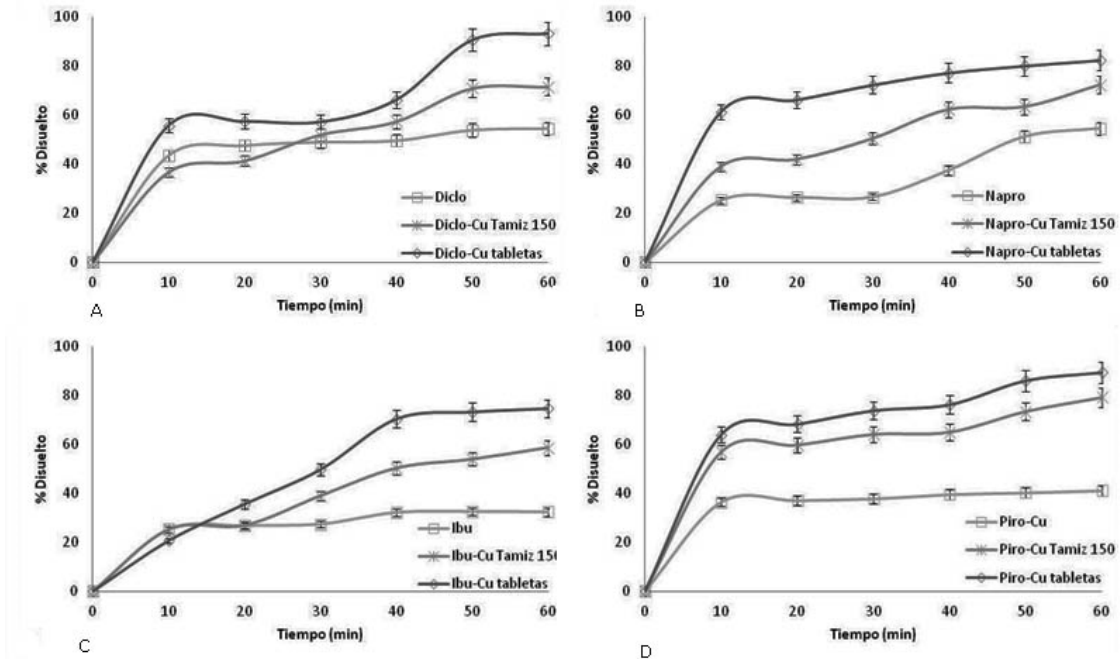 100
80
60
40
20
0
% Disuelto
Diclo
Diclo-Cu Tamiz 150
Diclo-Cu tabletas
0 10 20 30 40 50 60
Tiempo (min)
A
100
80
60
40
20
0
% Disuelto
Napro
Napro-Cu Tamiz 150
Napro-Cu tabletas
0 10 20 30 40 50 60
Tiempo (min)
B
100
80
60
40
20
0
% Disuelto
Ibu
Ibu-Cu Tamiz 150
Ibu-Cu tabletas
0 10 20 30 40 50 60
Tiempo (min)
C
100
80
60
40
20
0
% Disuelto
Piro-Cu
Piro-Cu Tamiz 150
Piro-Cu tabletas
0 10 20 30 40 50 60
Tiempo (min)
D